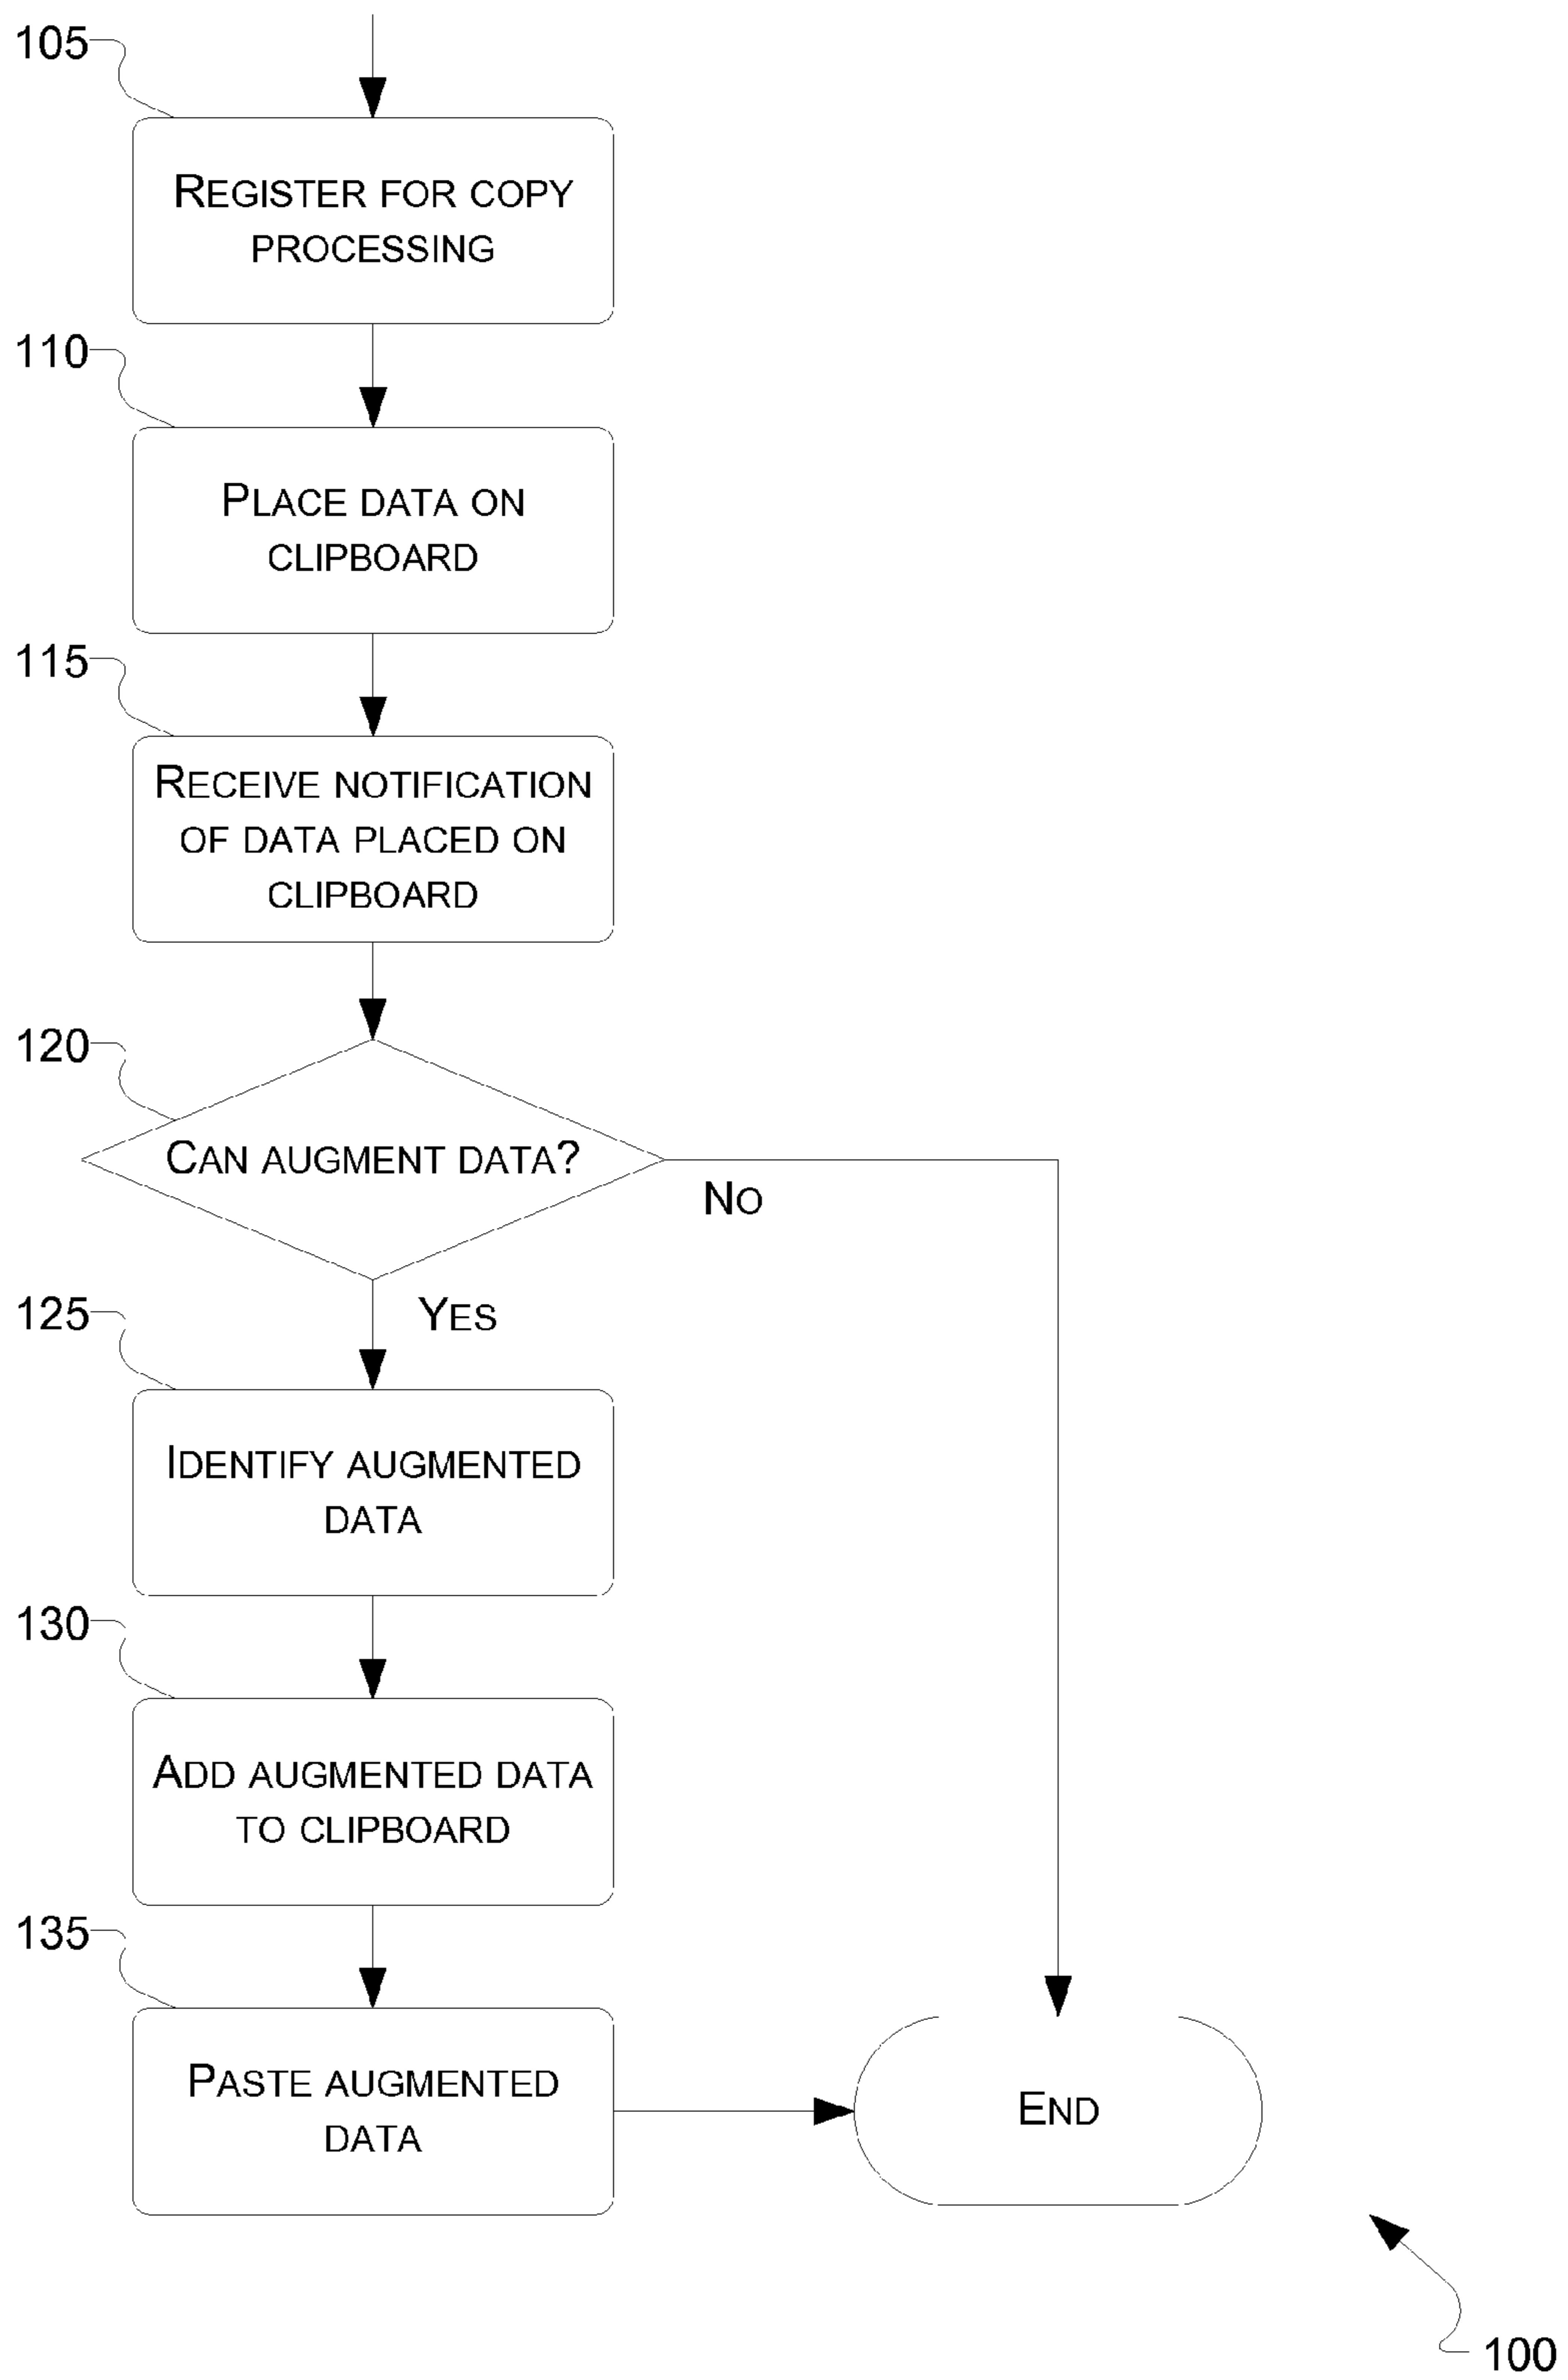 105
REGISTER FOR COPY
PROCESSING
110
PLACE DATA ON
CLIPBOARD
115
RECEIVE NOTIFICATION
OF DATA PLACED ON
CLIPBOARD
120
CAN AUGMENT DATA?
NO
YES
125
IDENTIFY AUGMENTED
DATA
130
ADD AUGMENTED DATA
TO CLIPBOARD
135
PASTE AUGMENTED
DATA
END
100